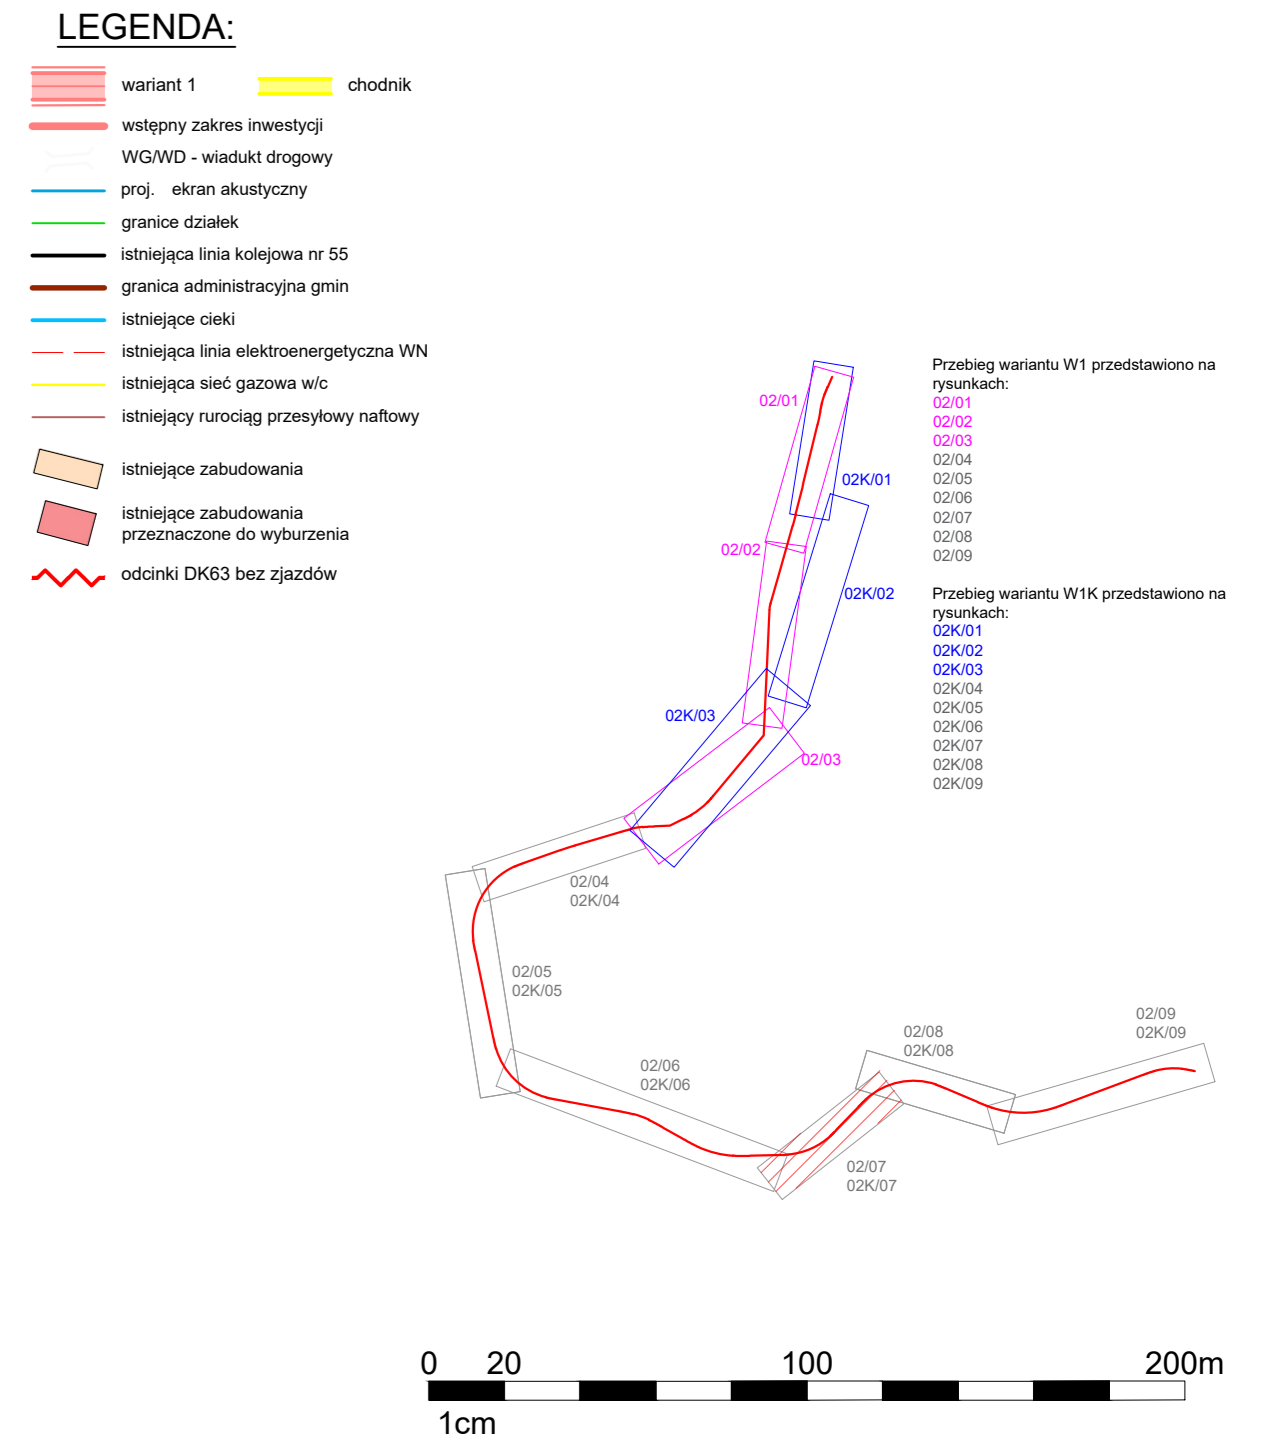 LEGENDA:
wariant 1
chodnik
wstępny zakres inwestycji
WG/WD - wiadukt drogowy
proj. ekran akustyczny
granice działek
istniejąca linia kolejowa nr 55
granica administracyjna gmin
istniejące cieki
istniejąca linia elektroenergetyczna WN
istniejąca sieć gazowa w/c
istniejący rurociąg przesyłowy naftowy
istniejące zabudowania
istniejące zabudowania
przeznaczone do wyburzenia
odcinki DK63 bez zjazdów
Przebieg wariantu W1 przedstawiono na
rysunkach:
02/01
02/02
02/03
02/04
02/05
02/06
02/07
02/08
02/09
Przebieg wariantu W1K przedstawiono na
rysunkach:
02K/01
02K/02
02K/03
02K/04
02K/05
02K/06
02K/07
02K/08
02K/09
02/01
02K/01
02/02
02K/02
02K/03
02/03
02/04
02K/04
02/05
02K/05
02/06
02K/06
02/07
02K/07
02/08
02K/08
02/09
02K/09
0 20 100 200m
1cm